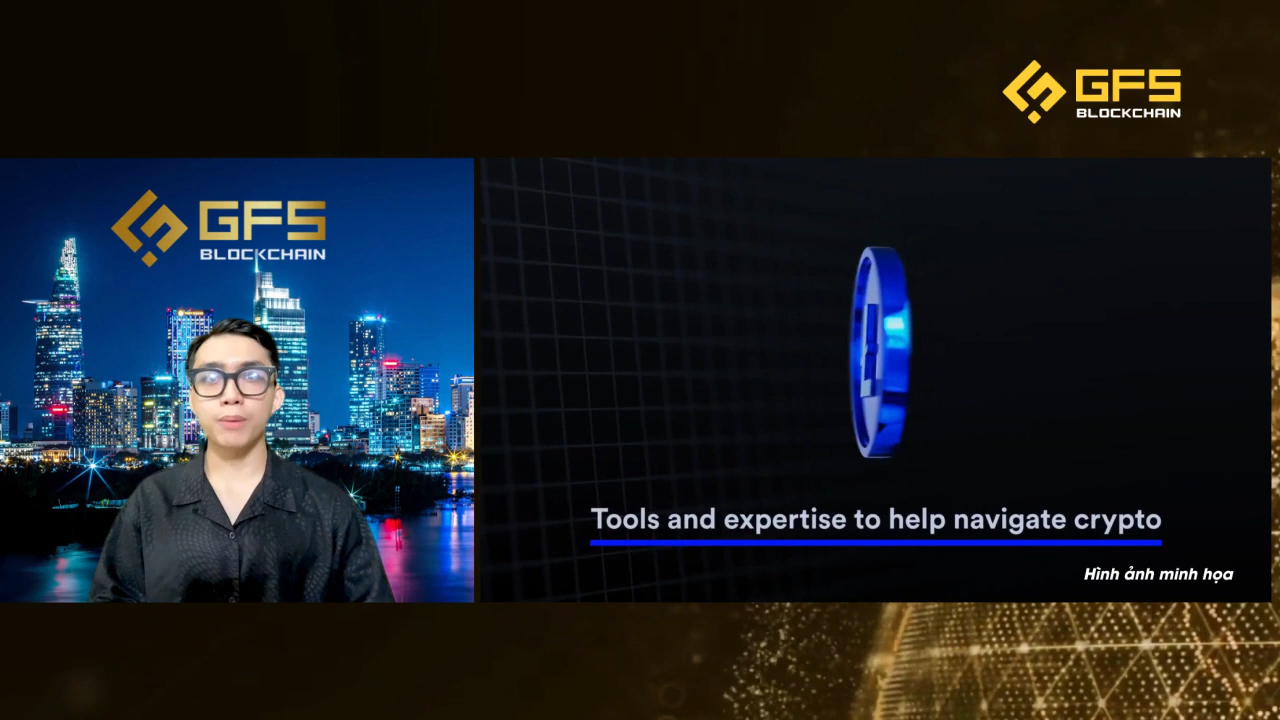 GFS
BLOCKCHAIN
GFS
BLOCKCHAIN
Tools and expertise to help navigate crypto
Hình ảnh minh họa